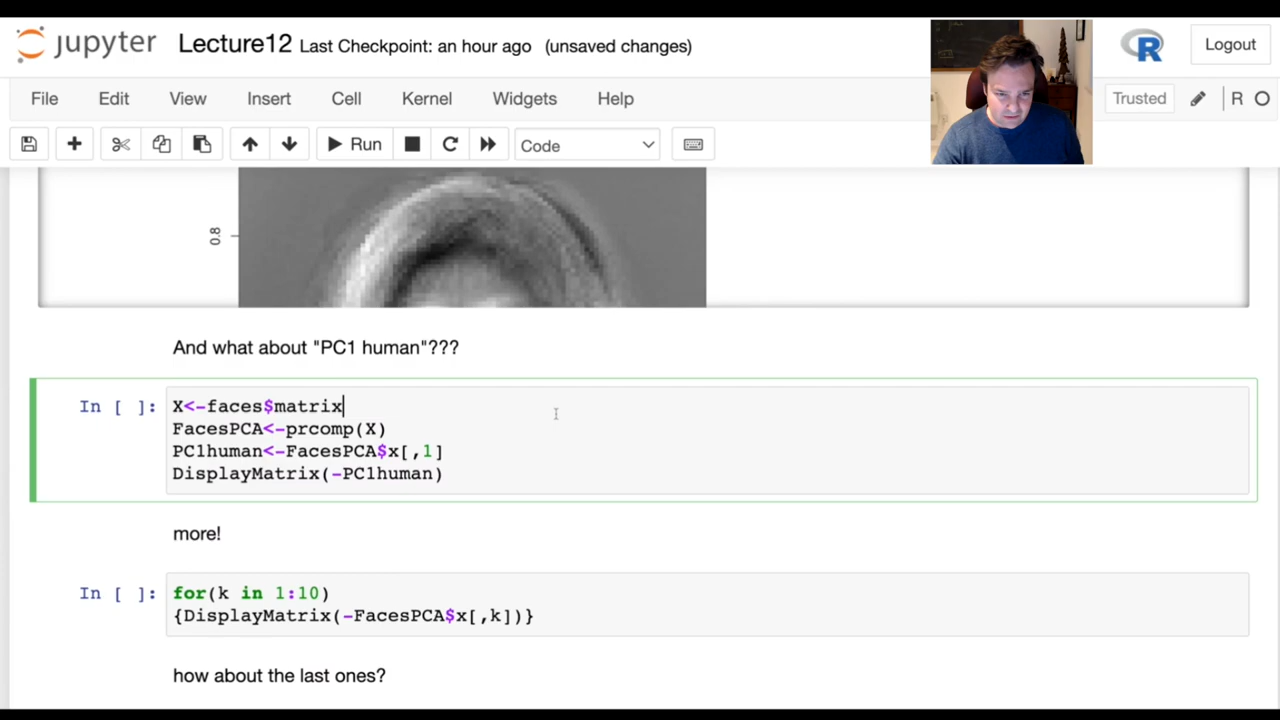 jupyter Lecture12 Last Checkpoint: an hour ago (unsaved changes) R Logout
File Edit View Insert Cell Kernel Widgets Help Trusted R
Run Code
0.8
And what about "PC1 human"???
In [ ]: X<-faces$matrix
FacesPCA<-prcomp(X)
PC1human<-FacesPCA$x[,1]
DisplayMatrix(-PC1human)
more!
In [ ]: for(k in 1:10)
{DisplayMatrix(-FacesPCA$x[,k])}
how about the last ones?